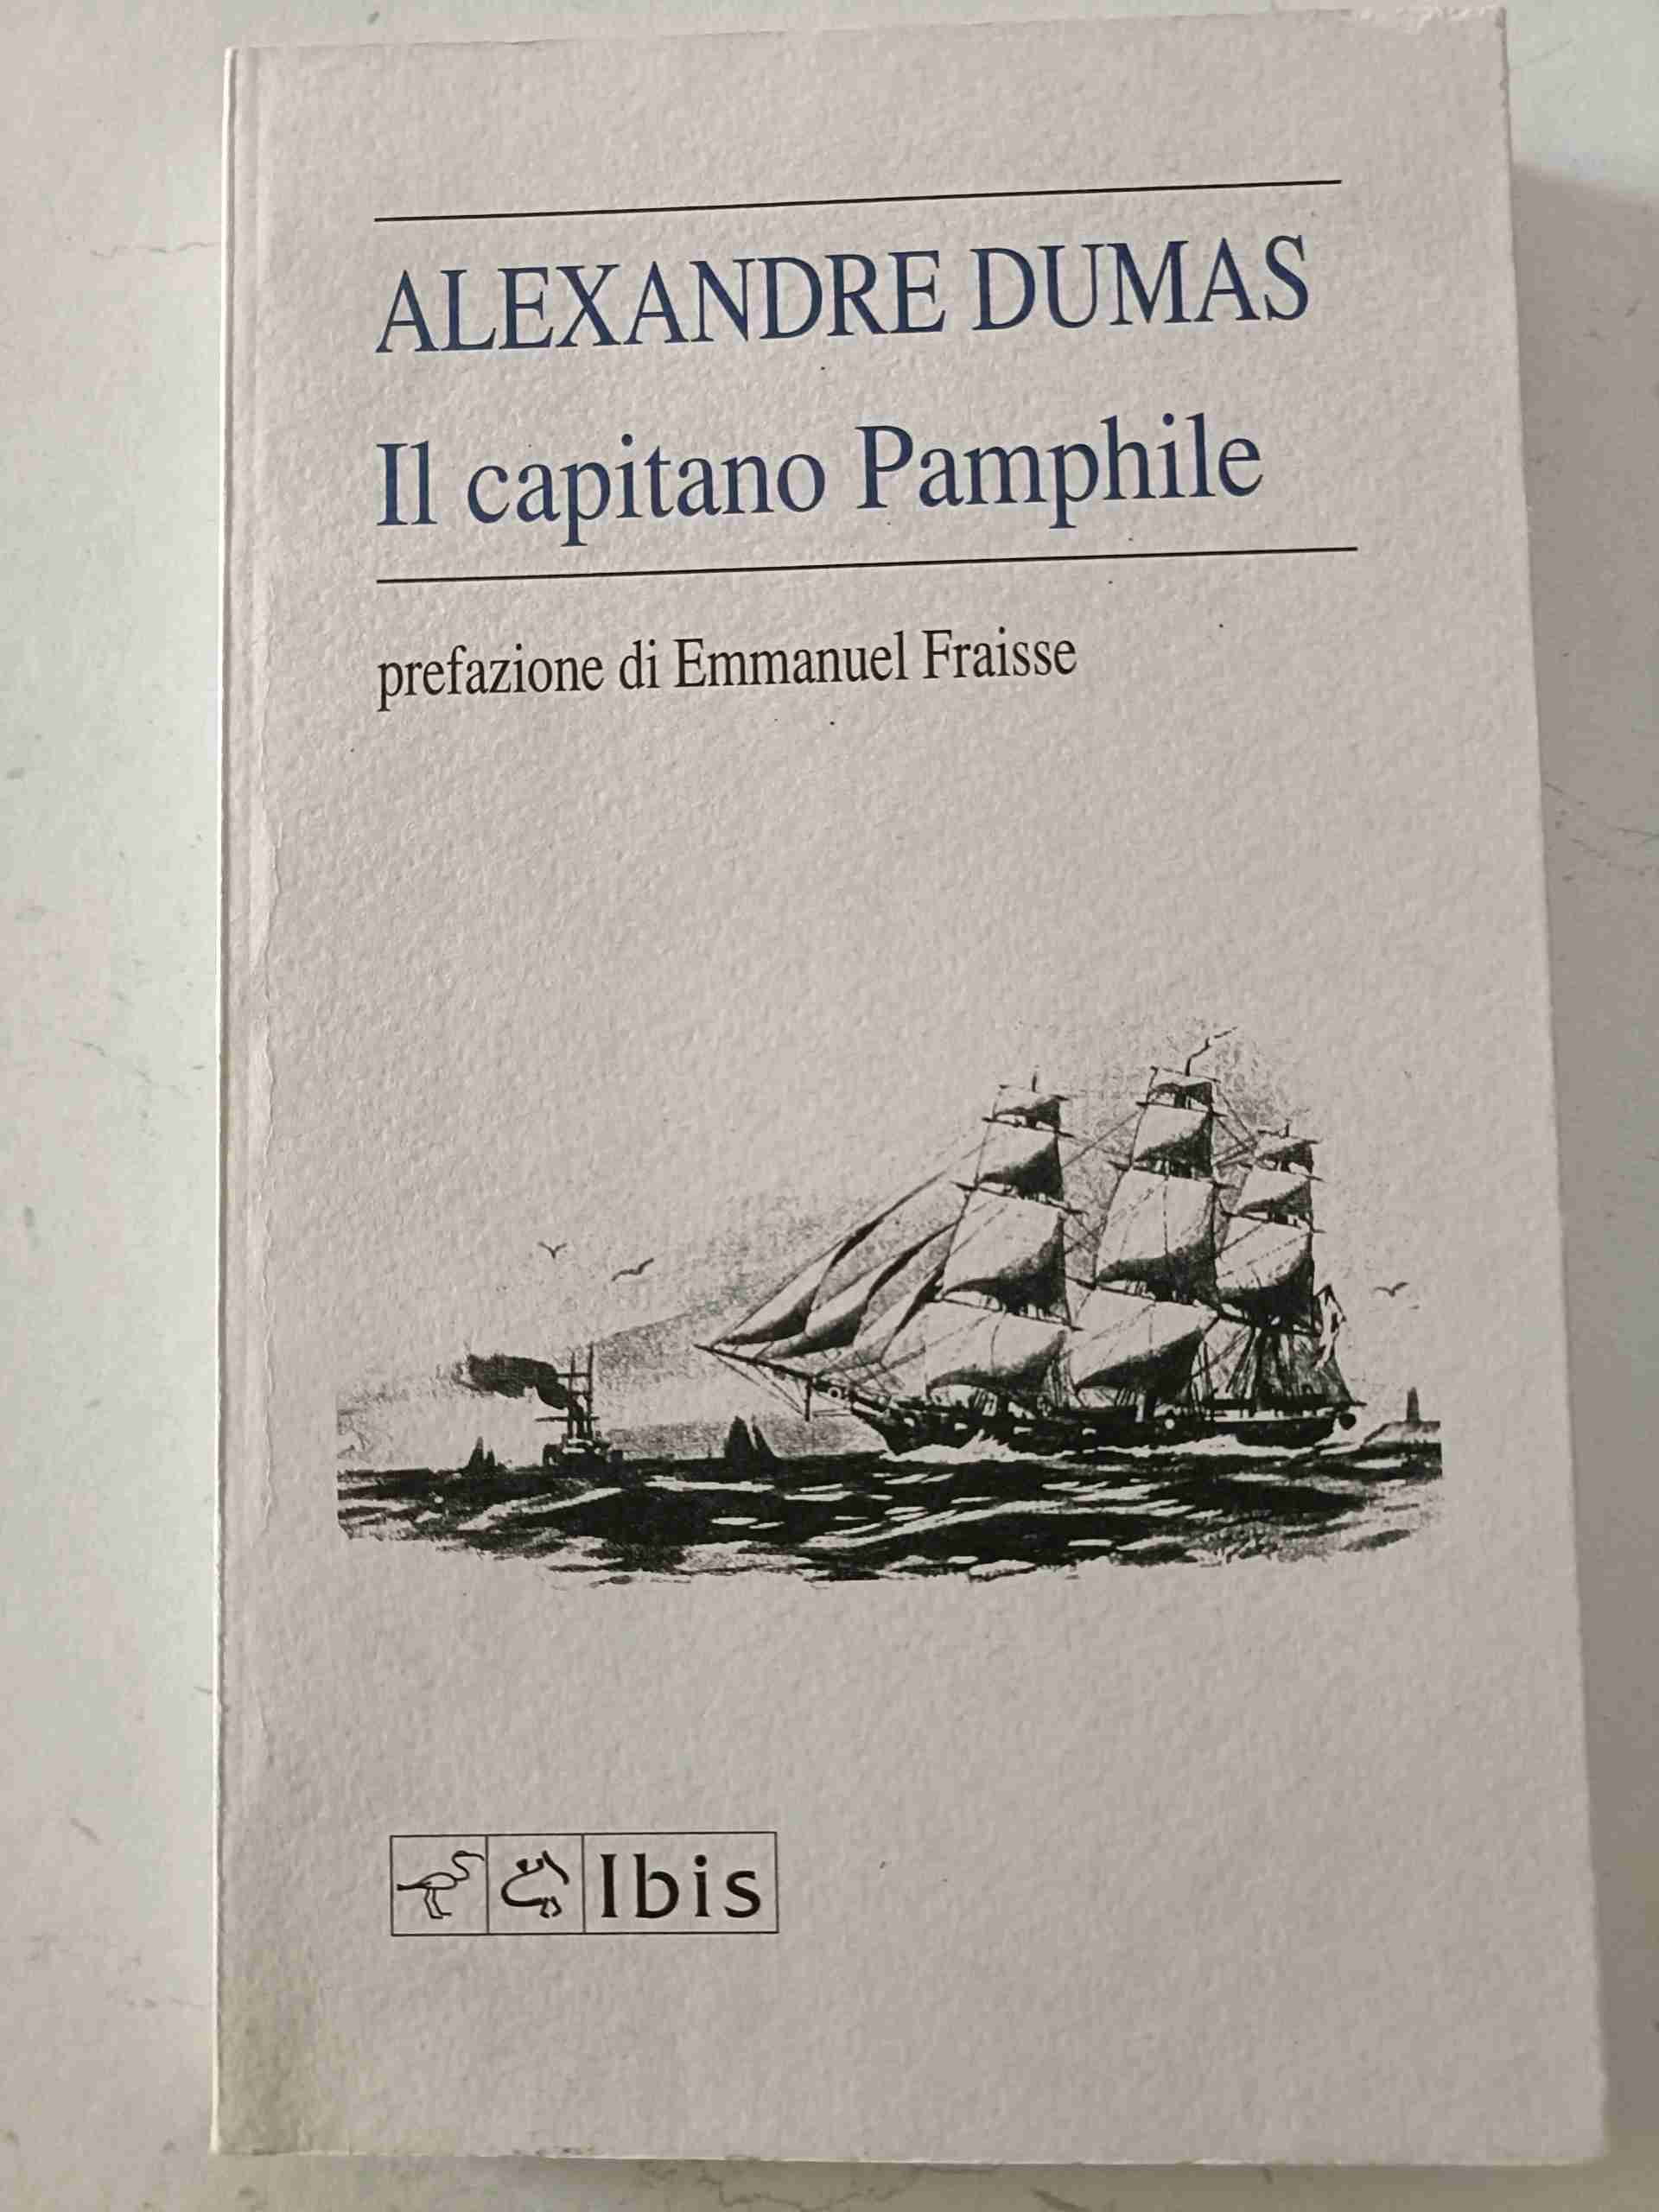 ALEXANDRE DUMAS
Il capitano Pamphile
prefazione di Emmanuel Fraisse
Ibis